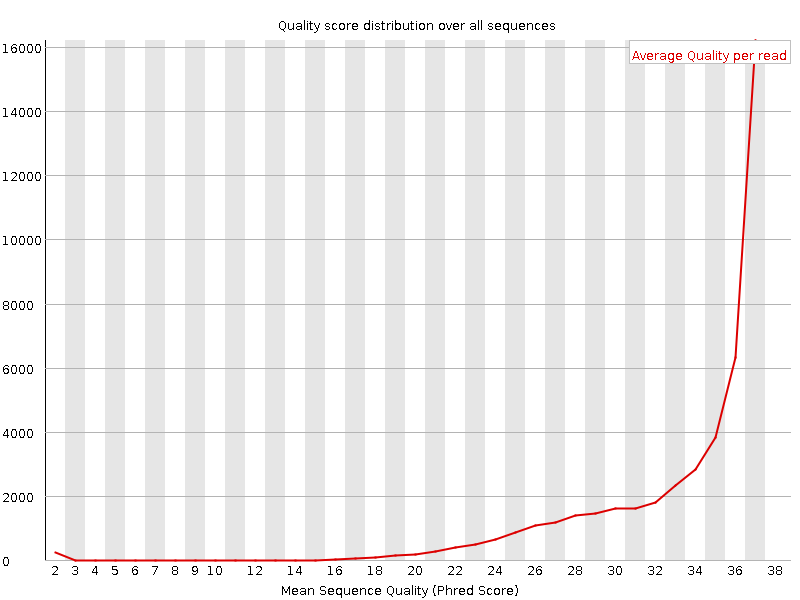 Quality score distribution over all sequences
16000
Average Quality per read
14000
12000
10000
8000
6000
4000
2000
0
2 3 4 5 6 7 8 9 10 12 14 16 18 20 22 24 26 28 30 32 34 36 38
Mean Sequence Quality (Phred Score)